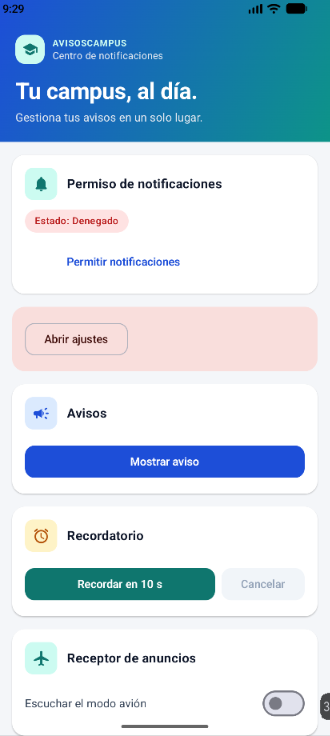 9:29
AVISOSCAMPUS
Centro de notificaciones
Tu campus, al día.
Gestiona tus avisos en un solo lugar.
Permiso de notificaciones
Estado: Denegado
Permitir notificaciones
Abrir ajustes
Avisos
Mostrar aviso
Recordatorio
Recordar en 10 s
Cancelar
Receptor de anuncios
Escuchar el modo avión
3